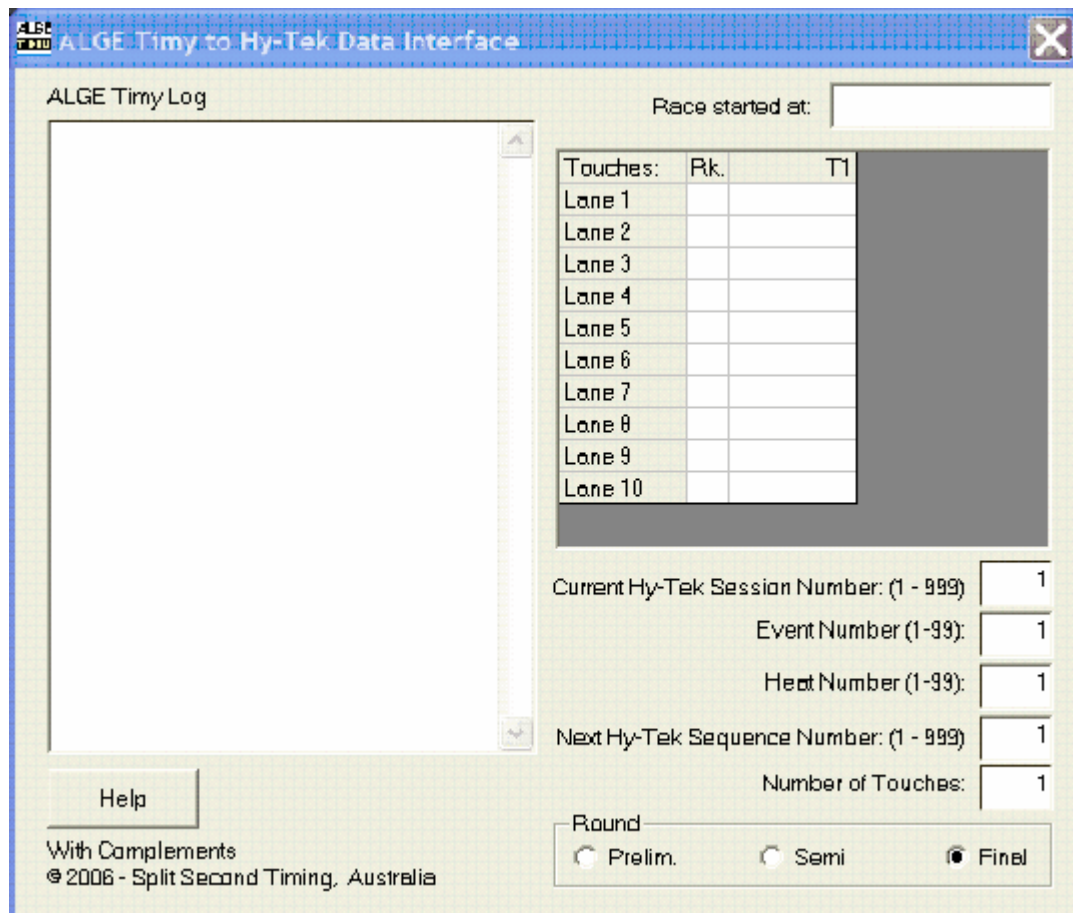 ALGE Timy to Hy-Tek Data Interface
ALGE Timy Log
Race started at:
Touches: Rk. T1
Lane 1
Lane 2
Lane 3
Lane 4
Lane 5
Lane 6
Lane 7
Lane 8
Lane 9
Lane 10
Current Hy-Tek Session Number: (1 - 999) 1
Event Number (1-99): 1
Heat Number (1-99): 1
Next Hy-Tek Sequence Number: (1 - 999) 1
Number of Touches: 1
Help
Round
Prelim. Semi Final
With Complements
©2006 - Split Second Timing, Australia